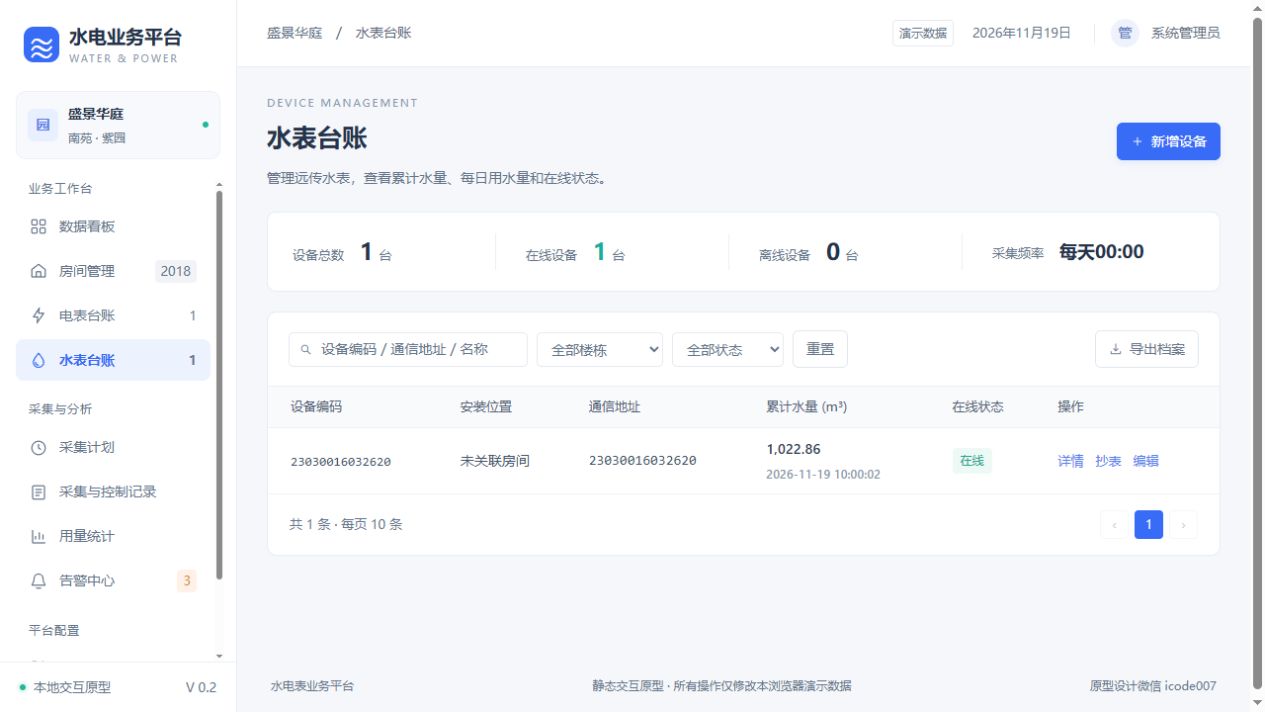 水电业务平台
WATER & POWER
盛景华庭
南苑 · 紫园
园
业务工作台
数据看板
房间管理 2018
电表台账 1
水表台账 1
采集与分析
采集计划
采集与控制记录
用量统计
告警中心 3
平台配置
本地交互原型 V 0.2
盛景华庭 / 水表台账
演示数据 2026年11月19日 管 系统管理员
DEVICE MANAGEMENT
水表台账
管理远传水表，查看累计水量、每日用水量和在线状态。
+ 新增设备
设备总数 1 台 在线设备 1 台 离线设备 0 台 采集频率 每天00:00
设备编码 / 通信地址 / 名称 全部楼栋 全部状态 重置 导出档案
设备编码 安装位置 通信地址 累计水量 (m³) 在线状态 操作
23030016032620 未关联房间 23030016032620 1,022.86 在线 详情 抄表 编辑
2026-11-19 10:00:02
共 1 条 · 每页 10 条 ‹ 1 ›
水电表业务平台 静态交互原型 · 所有操作仅修改本浏览器演示数据 原型设计微信 icode007